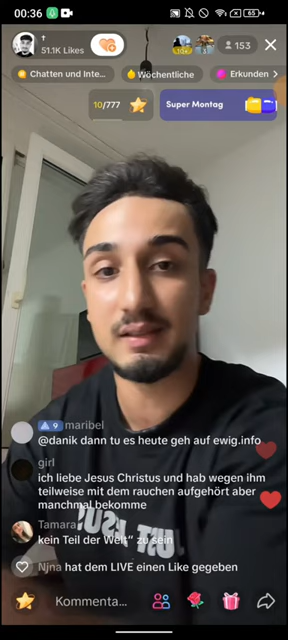 00:36
65
†
51.1K Likes
153
Chatten und Inte...
Wöchentliche
Erkunden
10/777
Super Montag
9 maribel
@danik dann tu es heute geh auf ewig.info
girl
ich liebe Jesus Christus und hab wegen ihm
teilweise mit dem rauchen aufgehört aber
manchmal bekomme
Tamara
kein Teil der Welt“ zu sein
JUST JESUS!
Njna hat dem LIVE einen Like gegeben
Kommenta...